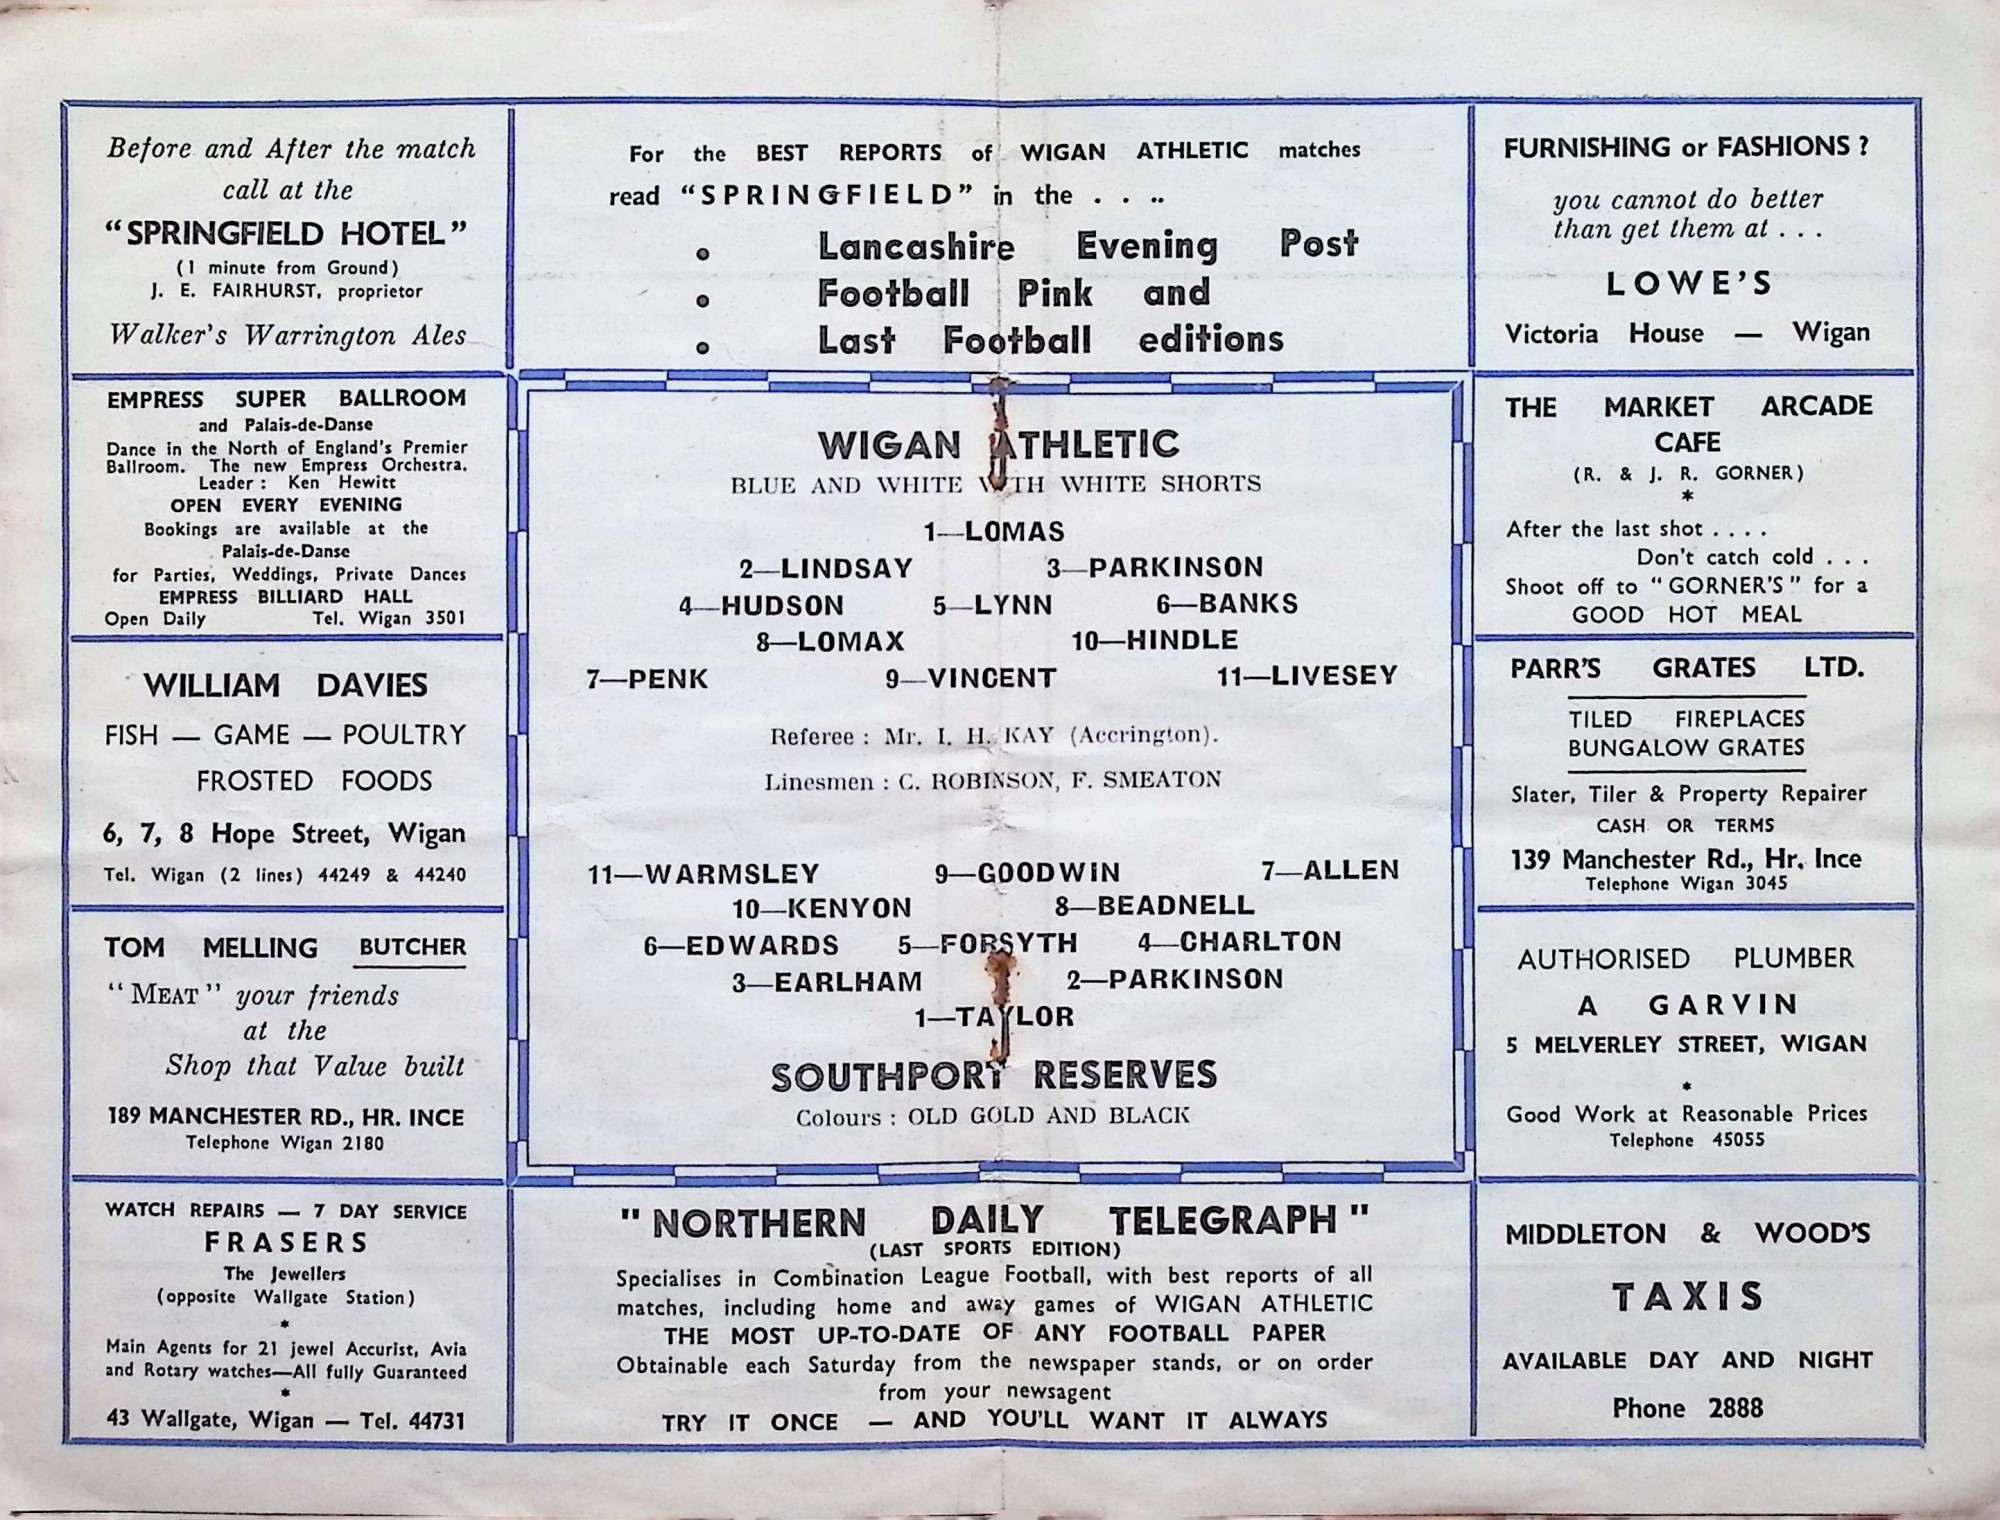 Before and After the match
call at the
"SPRINGFIELD HOTEL"
(1 minute from Ground)
J. E. FAIRHURST, proprietor
Walker's Warrington Ales
EMPRESS SUPER BALLROOM
and Palais-de-Danse
Dance in the North of England's Premier
Ballroom. The new Empress Orchestra.
Leader : Ken Hewitt
OPEN EVERY EVENING
Bookings are available at the
Palais-de-Danse
for Parties, Weddings, Private Dances
EMPRESS BILLIARD HALL
Open Daily Tel. Wigan 3501
WILLIAM DAVIES
FISH — GAME — POULTRY
FROSTED FOODS
6, 7, 8 Hope Street, Wigan
Tel. Wigan (2 lines) 44249 & 44240
TOM MELLING BUTCHER
"MEAT" your friends
at the
Shop that Value built
189 MANCHESTER RD., HR. INCE
Telephone Wigan 2180
WATCH REPAIRS — 7 DAY SERVICE
FRASERS
The Jewellers
(opposite Wallgate Station)
*
Main Agents for 21 jewel Accurist, Avia
and Rotary watches—All fully Guaranteed
*
43 Wallgate, Wigan — Tel. 44731
For the BEST REPORTS of WIGAN ATHLETIC matches
read "SPRINGFIELD" in the . . ..
• Lancashire Evening Post
• Football Pink and
• Last Football editions
WIGAN ATHLETIC
BLUE AND WHITE WITH WHITE SHORTS
1—LOMAS
2—LINDSAY 3—PARKINSON
4—HUDSON 5—LYNN 6—BANKS
8—LOMAX 10—HINDLE
7—PENK 9—VINCENT 11—LIVESEY
Referee : Mr. I. H. KAY (Accrington).
Linesmen : C. ROBINSON, F. SMEATON
11—WARMSLEY 9—GOODWIN 7—ALLEN
10—KENYON 8—BEADNELL
6—EDWARDS 5—FORSYTH 4—CHARLTON
3—EARLHAM 2—PARKINSON
1—TAYLOR
SOUTHPORT RESERVES
Colours : OLD GOLD AND BLACK
"NORTHERN DAILY TELEGRAPH"
(LAST SPORTS EDITION)
Specialises in Combination League Football, with best reports of all
matches, including home and away games of WIGAN ATHLETIC
THE MOST UP-TO-DATE OF ANY FOOTBALL PAPER
Obtainable each Saturday from the newspaper stands, or on order
from your newsagent
TRY IT ONCE — AND YOU'LL WANT IT ALWAYS
FURNISHING or FASHIONS ?
you cannot do better
than get them at . . .
LOWE'S
Victoria House — Wigan
THE MARKET ARCADE
CAFE
(R. & J. R. GORNER)
*
After the last shot . . . .
Don't catch cold . . .
Shoot off to "GORNER'S" for a
GOOD HOT MEAL
PARR'S GRATES LTD.
TILED FIREPLACES
BUNGALOW GRATES
Slater, Tiler & Property Repairer
CASH OR TERMS
139 Manchester Rd., Hr. Ince
Telephone Wigan 3045
AUTHORISED PLUMBER
A GARVIN
5 MELVERLEY STREET, WIGAN
*
Good Work at Reasonable Prices
Telephone 45055
MIDDLETON & WOOD'S
TAXIS
AVAILABLE DAY AND NIGHT
Phone 2888